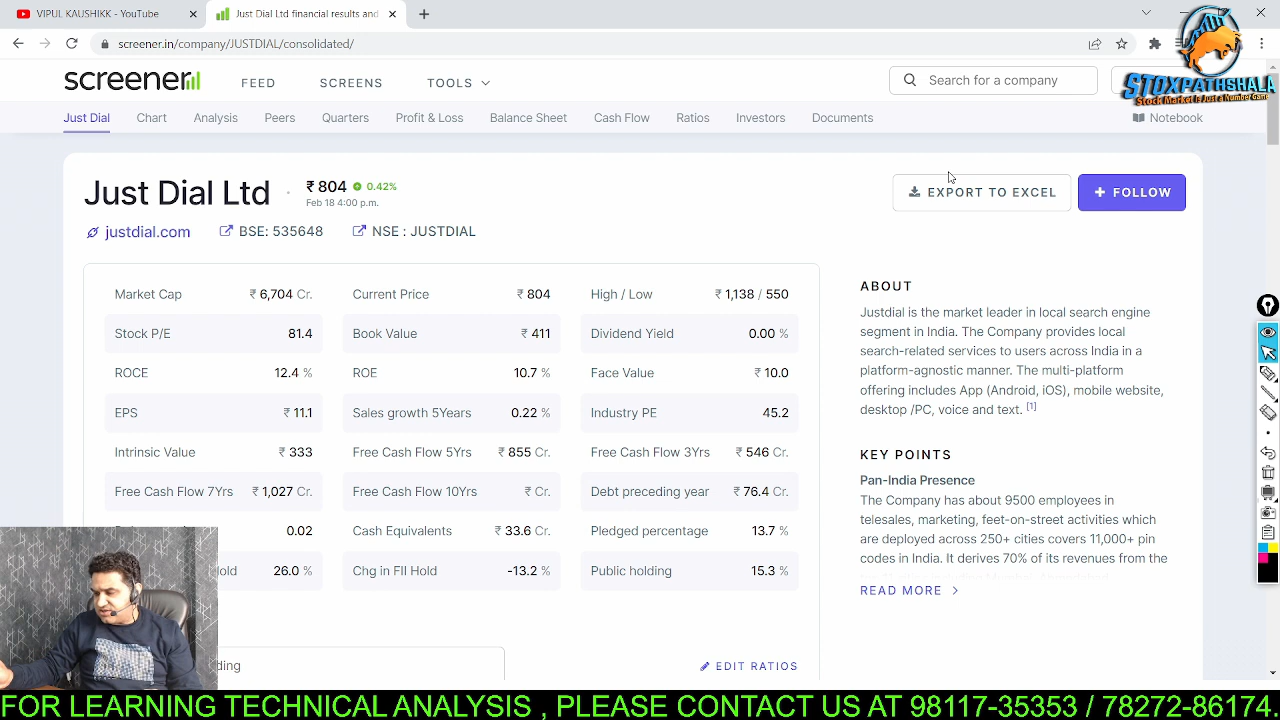 VIPUL KAUSHIKK - YouTube
Just Dial Ltd financial results and
screener.in/company/JUSTDIAL/consolidated/
STOXPATHSHALA
Stock Market is Just a Number Game
screener
FEED
SCREENS
TOOLS
Search for a company
Just Dial
Chart
Analysis
Peers
Quarters
Profit & Loss
Balance Sheet
Cash Flow
Ratios
Investors
Documents
Notebook
Just Dial Ltd
₹ 804 0.42%
Feb 18 4:00 p.m.
EXPORT TO EXCEL
FOLLOW
justdial.com
BSE: 535648
NSE : JUSTDIAL
Market Cap ₹ 6,704 Cr.
Current Price ₹ 804
High / Low ₹ 1,138 / 550
Stock P/E 81.4
Book Value ₹ 411
Dividend Yield 0.00 %
ROCE 12.4 %
ROE 10.7 %
Face Value ₹ 10.0
EPS ₹ 11.1
Sales growth 5Years 0.22 %
Industry PE 45.2
Intrinsic Value ₹ 333
Free Cash Flow 5Yrs ₹ 855 Cr.
Free Cash Flow 3Yrs ₹ 546 Cr.
Free Cash Flow 7Yrs ₹ 1,027 Cr.
Free Cash Flow 10Yrs ₹ Cr.
Debt preceding year ₹ 76.4 Cr.
0.02
Cash Equivalents ₹ 33.6 Cr.
Pledged percentage 13.7 %
old 26.0 %
Chg in FII Hold -13.2 %
Public holding 15.3 %
ding
EDIT RATIOS
ABOUT
Justdial is the market leader in local search engine
segment in India. The Company provides local
search-related services to users across India in a
platform-agnostic manner. The multi-platform
offering includes App (Android, iOS), mobile website,
desktop /PC, voice and text. [1]
KEY POINTS
Pan-India Presence
The Company has about 9500 employees in
telesales, marketing, feet-on-street activities which
are deployed across 250+ cities covers 11,000+ pin
codes in India. It derives 70% of its revenues from the
READ MORE
FOR LEARNING TECHNICAL ANALYSIS , PLEASE CONTACT US AT 98117-35353 / 78272-86174.